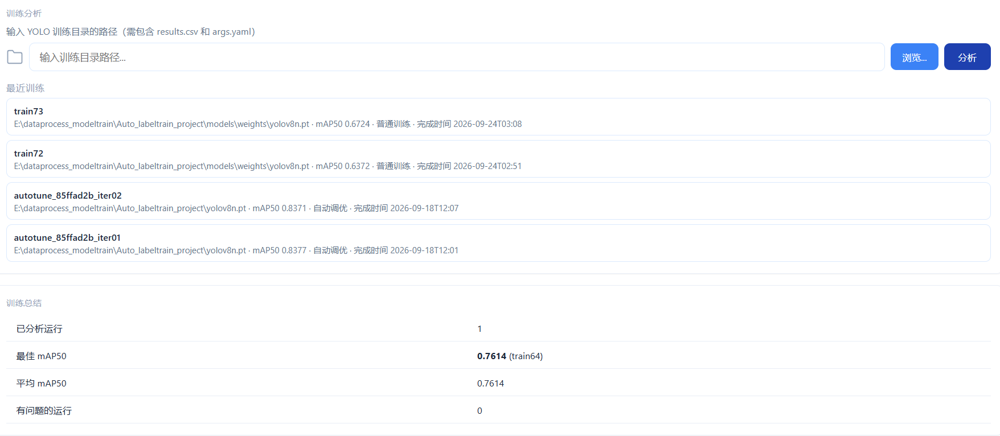 训练分析
输入 YOLO 训练目录的路径（需包含 results.csv 和 args.yaml）
输入训练目录路径...
浏览...
分析
最近训练
train73
E:\dataprocess_modeltrain\Auto_labeltrain_project\models\weights\yolov8n.pt · mAP50 0.6724 · 普通训练 · 完成时间 2026-09-24T03:08
train72
E:\dataprocess_modeltrain\Auto_labeltrain_project\models\weights\yolov8n.pt · mAP50 0.6372 · 普通训练 · 完成时间 2026-09-24T02:51
autotune_85ffad2b_iter02
E:\dataprocess_modeltrain\Auto_labeltrain_project\yolov8n.pt · mAP50 0.8371 · 自动调优 · 完成时间 2026-09-18T12:07
autotune_85ffad2b_iter01
E:\dataprocess_modeltrain\Auto_labeltrain_project\yolov8n.pt · mAP50 0.8377 · 自动调优 · 完成时间 2026-09-18T12:01
训练总结
已分析运行 1
最佳 mAP50 0.7614 (train64)
平均 mAP50 0.7614
有问题的运行 0